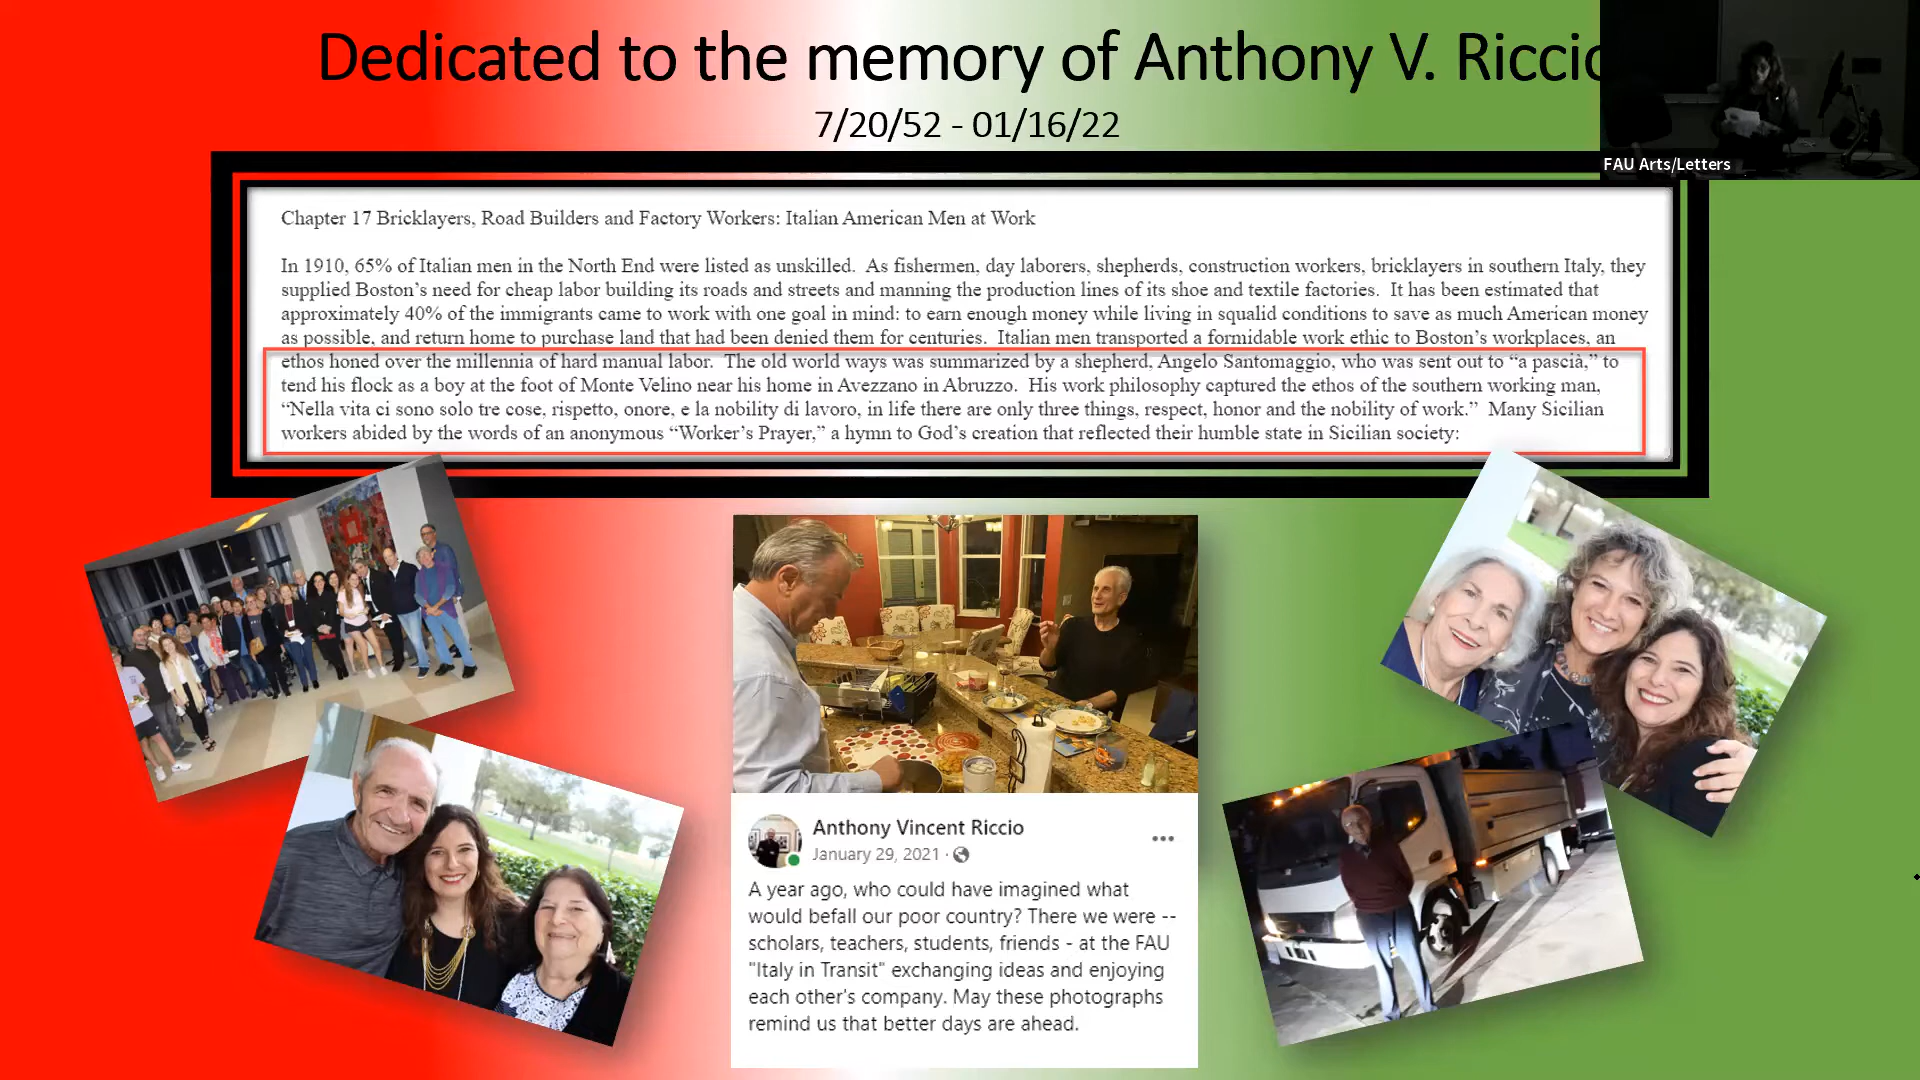 Dedicated to the memory of Anthony V. Riccio
7/20/52 - 01/16/22
FAU Arts/Letters
Chapter 17 Bricklayers, Road Builders and Factory Workers: Italian American Men at Work
In 1910, 65% of Italian men in the North End were listed as unskilled.  As fishermen, day laborers, shepherds, construction workers, bricklayers in southern Italy, they
supplied Boston’s need for cheap labor building its roads and streets and manning the production lines of its shoe and textile factories.  It has been estimated that
approximately 40% of the immigrants came to work with one goal in mind: to earn enough money while living in squalid conditions to save as much American money
as possible, and return home to purchase land that had been denied them for centuries.  Italian men transported a formidable work ethic to Boston’s workplaces, an
ethos honed over the millennia of hard manual labor.  The old world ways was summarized by a shepherd, Angelo Santomaggio, who was sent out to “a pascià,” to
tend his flock as a boy at the foot of Monte Velino near his home in Avezzano in Abruzzo.  His work philosophy captured the ethos of the southern working man,
“Nella vita ci sono solo tre cose, rispetto, onore, e la nobility di lavoro, in life there are only three things, respect, honor and the nobility of work.”  Many Sicilian
workers abided by the words of an anonymous “Worker’s Prayer,” a hymn to God’s creation that reflected their humble state in Sicilian society:
Anthony Vincent Riccio
January 29, 2021 ·
A year ago, who could have imagined what
would befall our poor country? There we were --
scholars, teachers, students, friends - at the FAU
"Italy in Transit" exchanging ideas and enjoying
each other's company. May these photographs
remind us that better days are ahead.